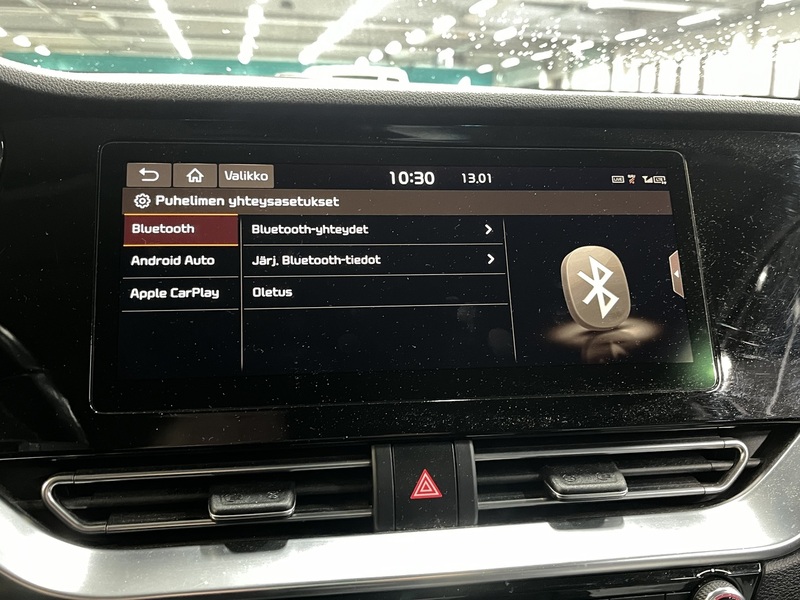 Valikko 10:30 13.01
Puhelimen yhteysasetukset
Bluetooth
Bluetooth-yhteydet
Android Auto
Järj. Bluetooth-tiedot
Apple CarPlay
Oletus